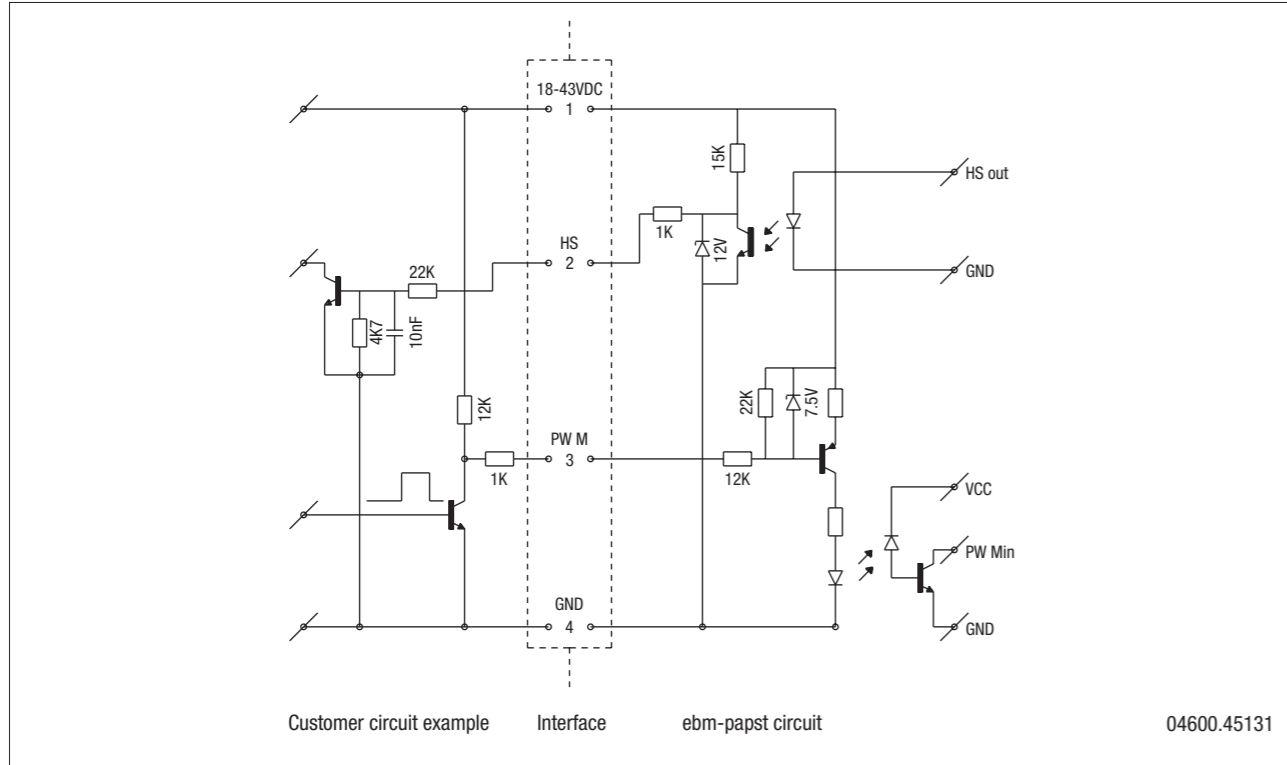 18-43VDC
1
15K
HS out
1K
HS
2
12V
22K
GND
4K7
10nF
12K
22K
7.5V
PW M
3
1K
12K
VCC
PW Min
GND
4
GND
Customer circuit example
Interface
ebm-papst circuit
04600.45131